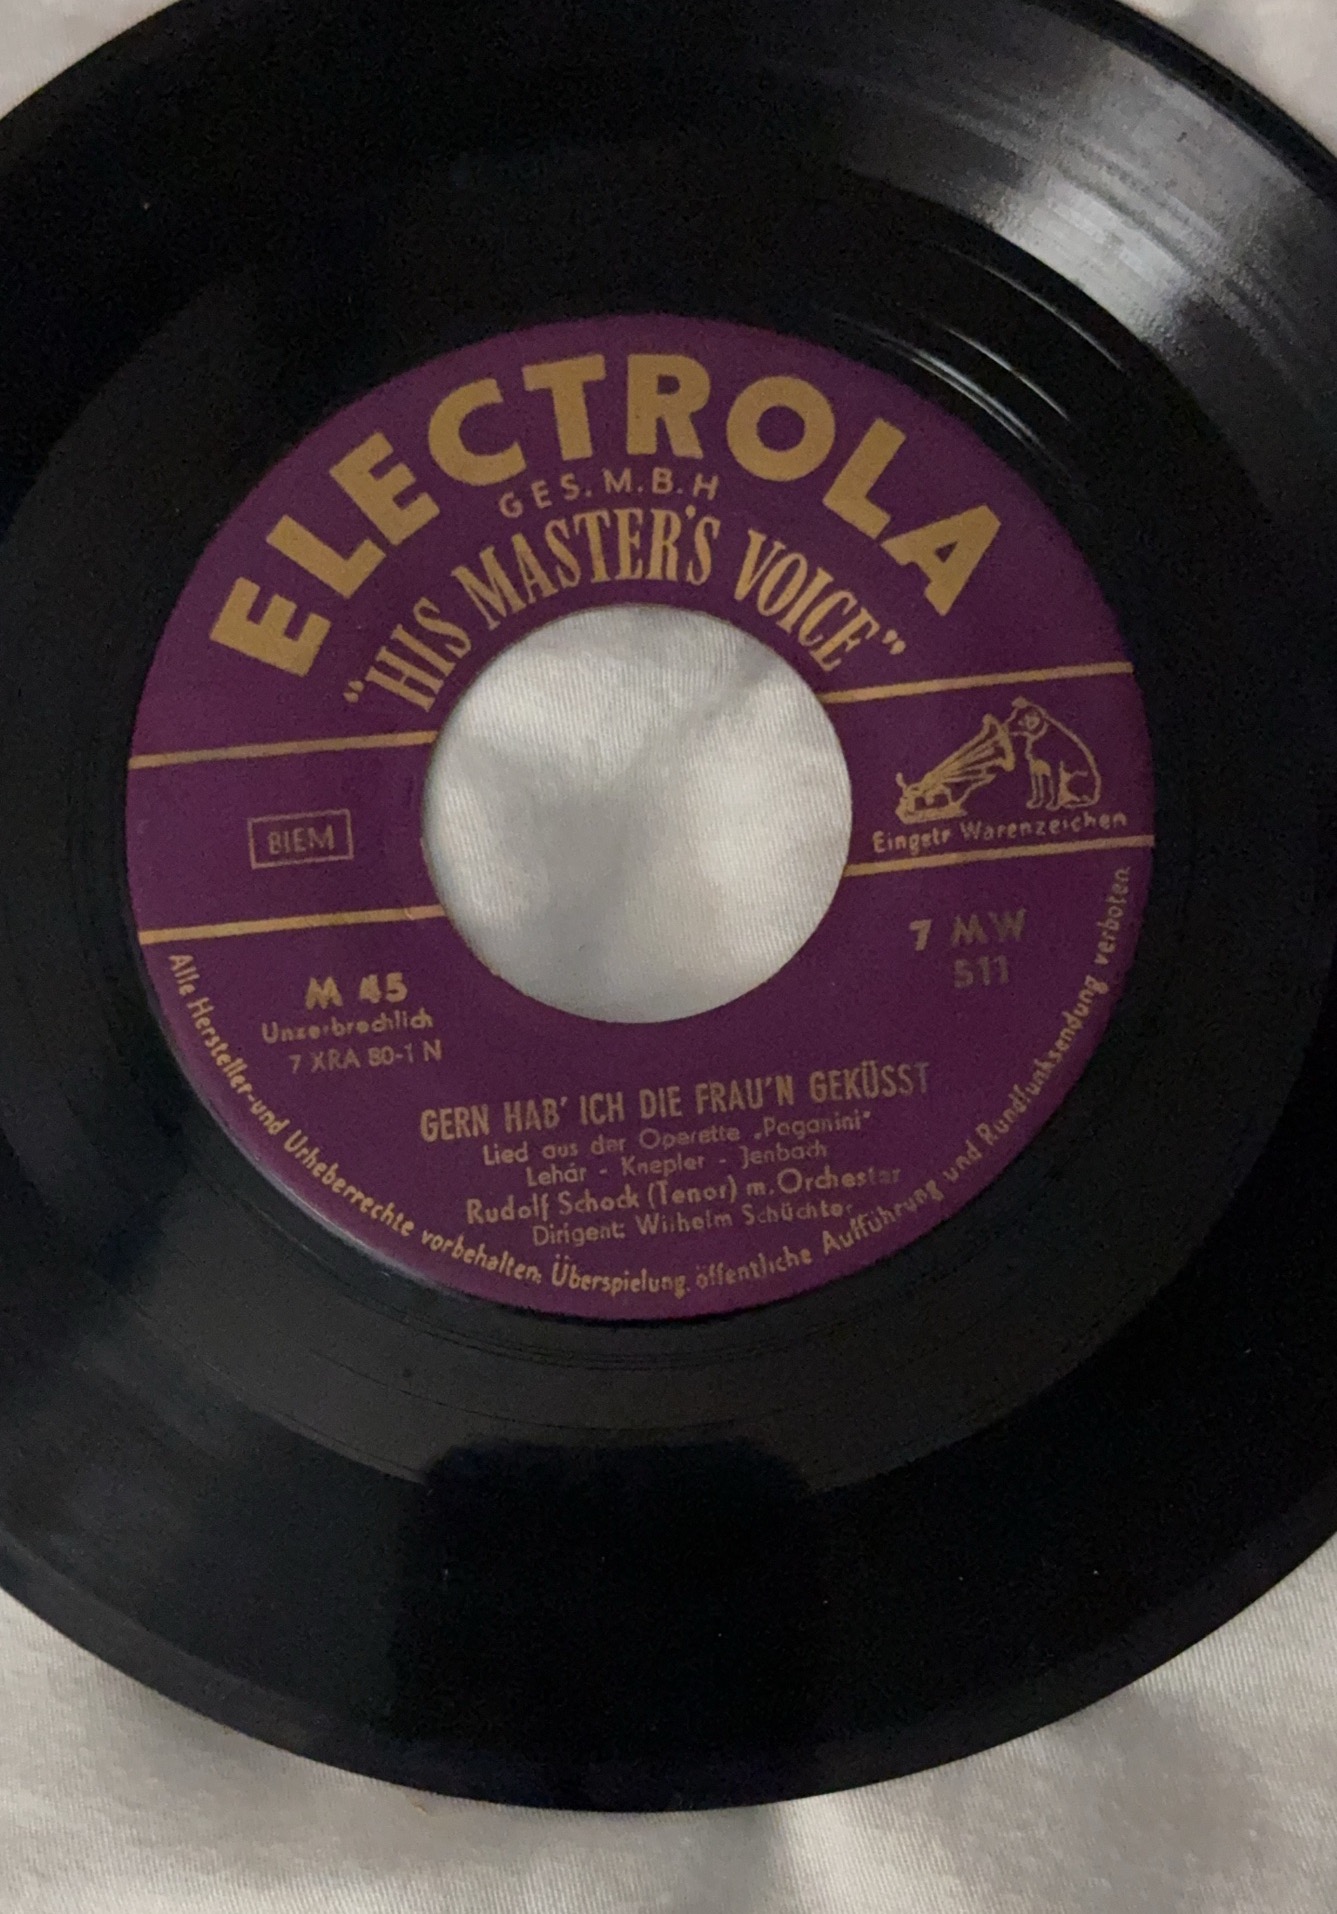 ELECTROLA
GES.M.B.H
"HIS MASTER'S VOICE"
BIEM
Eingetr Warenzeichen
7 MW
511
M 45
Unzerbrechlich
7 XRA 80-1 N
GERN HAB' ICH DIE FRAU'N GEKÜSST
Lied aus der Operette „Paganini"
Lehár - Knepler - Jenbach
Rudolf Schock (Tenor) m. Orchester
Dirigent: Wilhelm Schüchter
Alle Hersteller-und Urheberrechte vorbehalten; Überspielung, öffentliche Aufführung und Rundfunksendung verboten